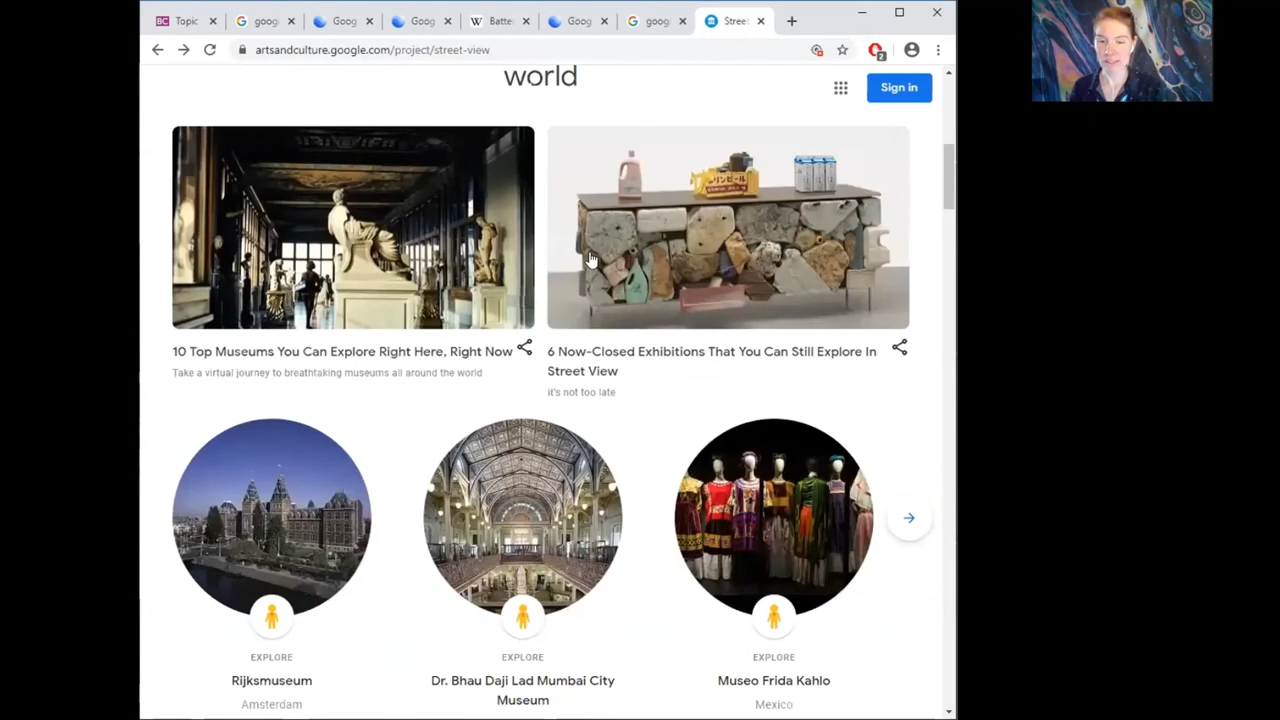 Topic
goog
Goog
Goog
Batte
Goog
goog
Street
artsandculture.google.com/project/street-view
2
world
Sign in
10 Top Museums You Can Explore Right Here, Right Now
Take a virtual journey to breathtaking museums all around the world
6 Now-Closed Exhibitions That You Can Still Explore In
Street View
it's not too late
EXPLORE
Rijksmuseum
Amsterdam
EXPLORE
Dr. Bhau Daji Lad Mumbai City
Museum
EXPLORE
Museo Frida Kahlo
Mexico